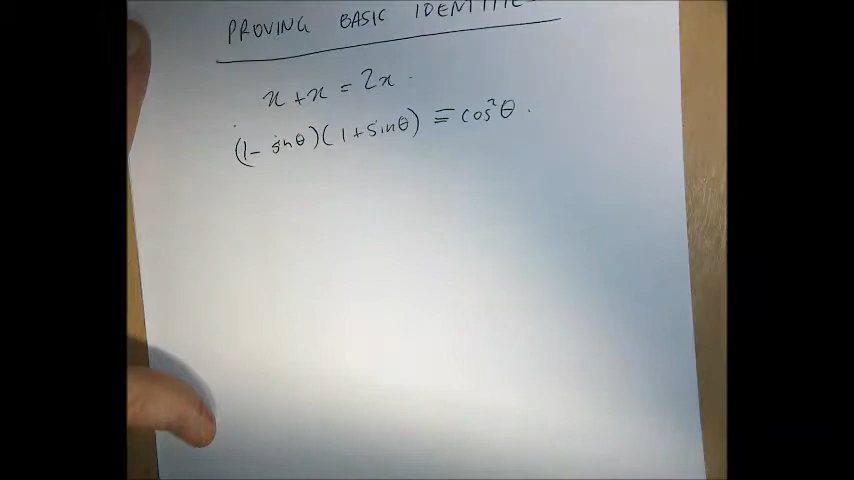 PROVING BASIC
x + x = 2x.
(1 - sinθ)(1 + sinθ) ≡ cos²θ.